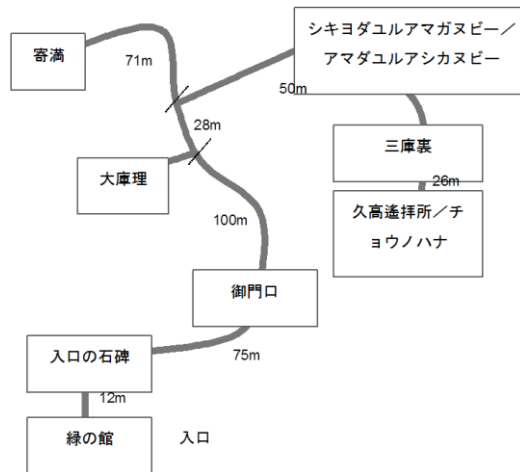 シキヨダユルアマガヌビー／
アマダユルアシカヌビー
寄満
71m
50m
28m
三庫裏
大庫理
26m
久高遙拝所／チ
ョウノハナ
100m
御門口
入口の石碑
75m
12m
緑の館
入口